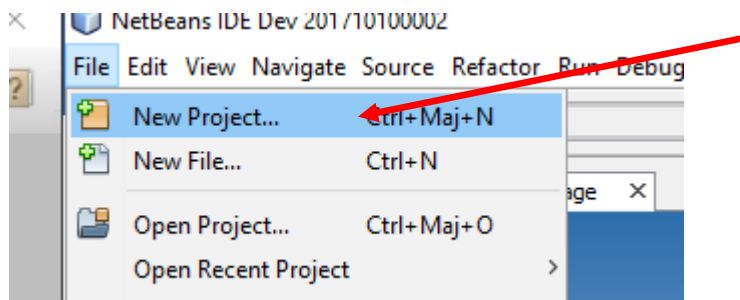 NetBeans IDE Dev 201710100002
File Edit View Navigate Source Refactor Run Debug
?
New Project... Ctrl+Maj+N
New File... Ctrl+N
age ×
Open Project... Ctrl+Maj+O
Open Recent Project >